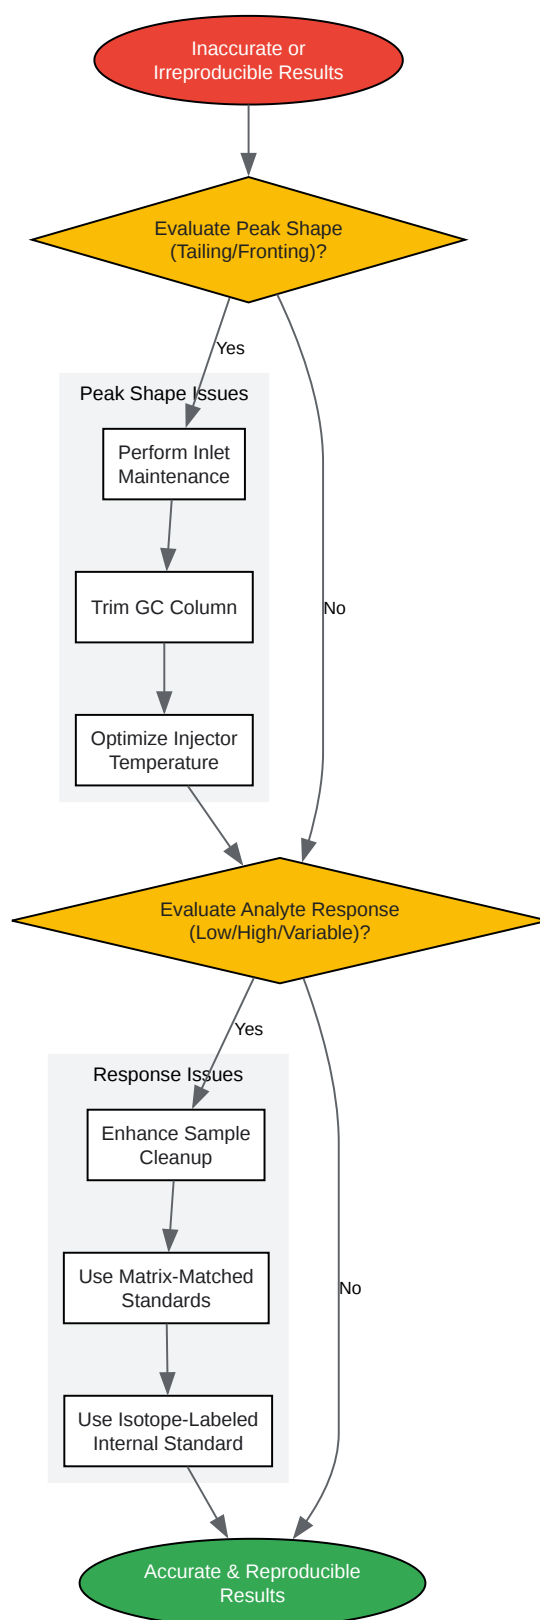 Inaccurate or
Irreproducible Results
Evaluate Peak Shape
(Tailing/Fronting)?
Yes
Peak Shape Issues
Perform Inlet
Maintenance
Trim GC Column
No
Optimize Injector
Temperature
Evaluate Analyte Response
(Low/High/Variable)?
Yes
Response Issues
Enhance Sample
Cleanup
Use Matrix-Matched
Standards
No
Use Isotope-Labeled
Internal Standard
Accurate & Reproducible
Results